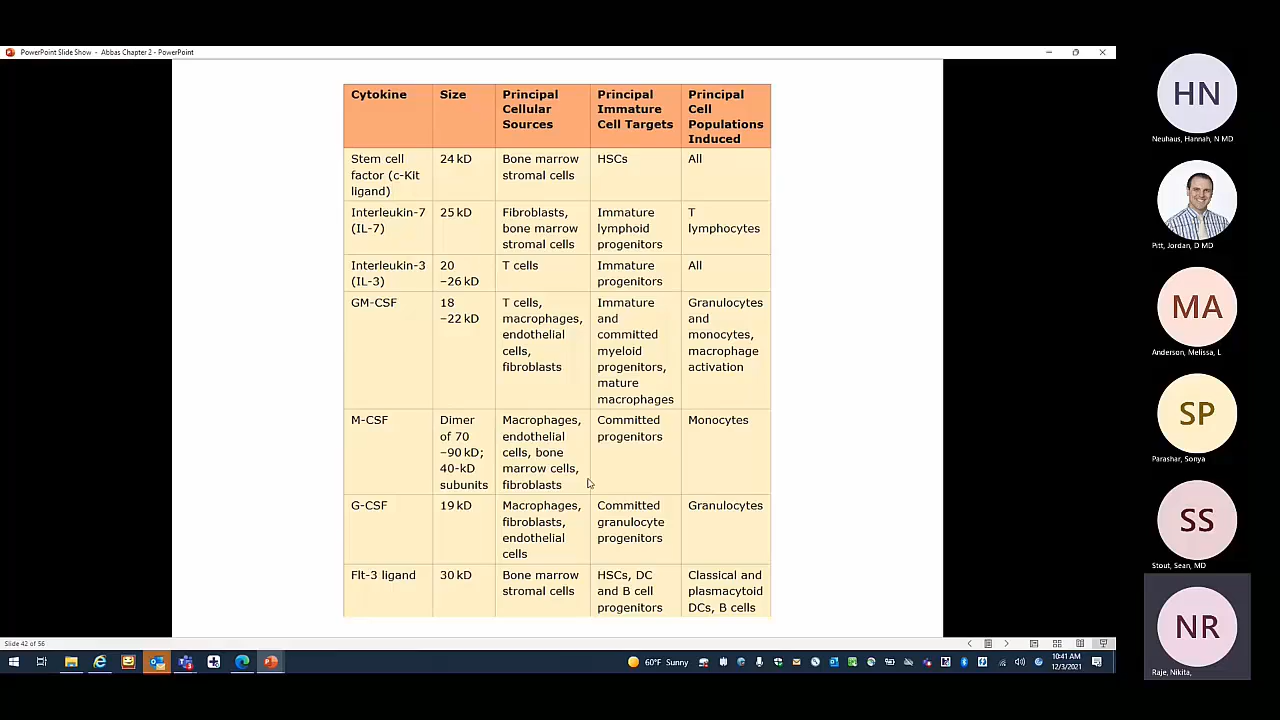 PowerPoint Slide Show - Abbas Chapter 2 - PowerPoint
Cytokine
Size
Principal
Cellular
Sources
Principal
Immature
Cell Targets
Principal
Cell
Populations
Induced
Stem cell
factor (c-Kit
ligand)
24 kD
Bone marrow
stromal cells
HSCs
All
Interleukin-7
(IL-7)
25 kD
Fibroblasts,
bone marrow
stromal cells
Immature
lymphoid
progenitors
T
lymphocytes
Interleukin-3
(IL-3)
20
–26 kD
T cells
Immature
progenitors
All
GM-CSF
18
–22 kD
T cells,
macrophages,
endothelial
cells,
fibroblasts
Immature
and
committed
myeloid
progenitors,
mature
macrophages
Granulocytes
and
monocytes,
macrophage
activation
M-CSF
Dimer
of 70
–90 kD;
40-kD
subunits
Macrophages,
endothelial
cells, bone
marrow cells,
fibroblasts
Committed
progenitors
Monocytes
G-CSF
19 kD
Macrophages,
fibroblasts,
endothelial
cells
Committed
granulocyte
progenitors
Granulocytes
Flt-3 ligand
30 kD
Bone marrow
stromal cells
HSCs, DC
and B cell
progenitors
Classical and
plasmacytoid
DCs, B cells
Slide 42 of 56
60°F Sunny
10:41 AM
12/3/2021
HN
Neuhaus, Hannah, N MD
Pitt, Jordan, D MD
MA
Anderson, Melissa, L
SP
Parashar, Sonya
SS
Stout, Sean, MD
NR
Raje, Nikita,